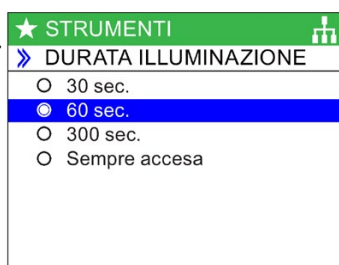 STRUMENTI
DURATA ILLUMINAZIONE
30 sec.
60 sec.
300 sec.
Sempre accesa